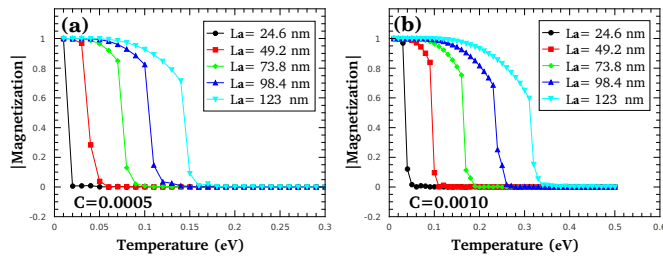 (a)
|Magnetization|
1
0.8
0.6
0.4
0.2
0
-0.2
La= 24.6 nm
La= 49.2 nm
La= 73.8 nm
La= 98.4 nm
La= 123 nm
C=0.0005
0 0.05 0.1 0.15 0.2 0.25 0.3
Temperature (eV)
(b)
|Magnetization|
1
0.8
0.6
0.4
0.2
0
-0.2
La= 24.6 nm
La= 49.2 nm
La= 73.8 nm
La= 98.4 nm
La= 123 nm
C=0.0010
0 0.1 0.2 0.3 0.4 0.5 0.6
Temperature (eV)